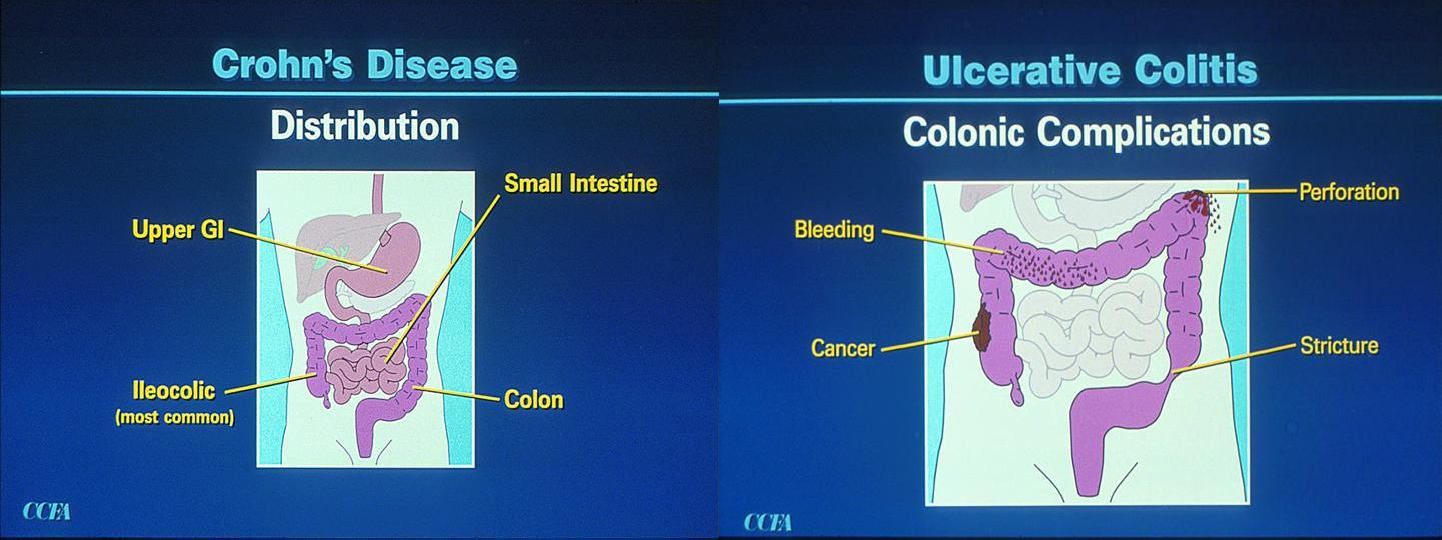 Crohn's Disease
Distribution
Small Intestine
Upper GI
Ileocolic
(most common)
Colon
CCFA
Ulcerative Colitis
Colonic Complications
Perforation
Bleeding
Cancer
Stricture
CCFA